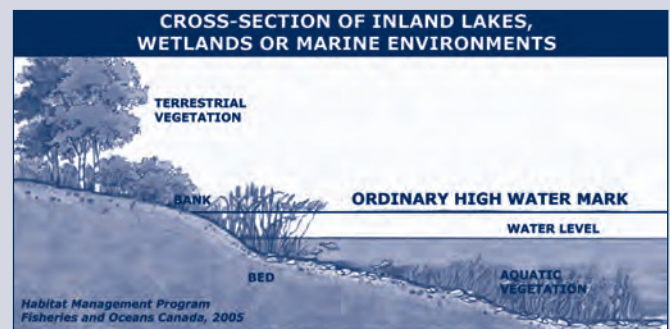 CROSS-SECTION OF INLAND LAKES,
WETLANDS OR MARINE ENVIRONMENTS
TERRESTRIAL
VEGETATION
BANK
ORDINARY HIGH WATER MARK
WATER LEVEL
BED
AQUATIC
VEGETATION
Habitat Management Program
Fisheries and Oceans Canada, 2005